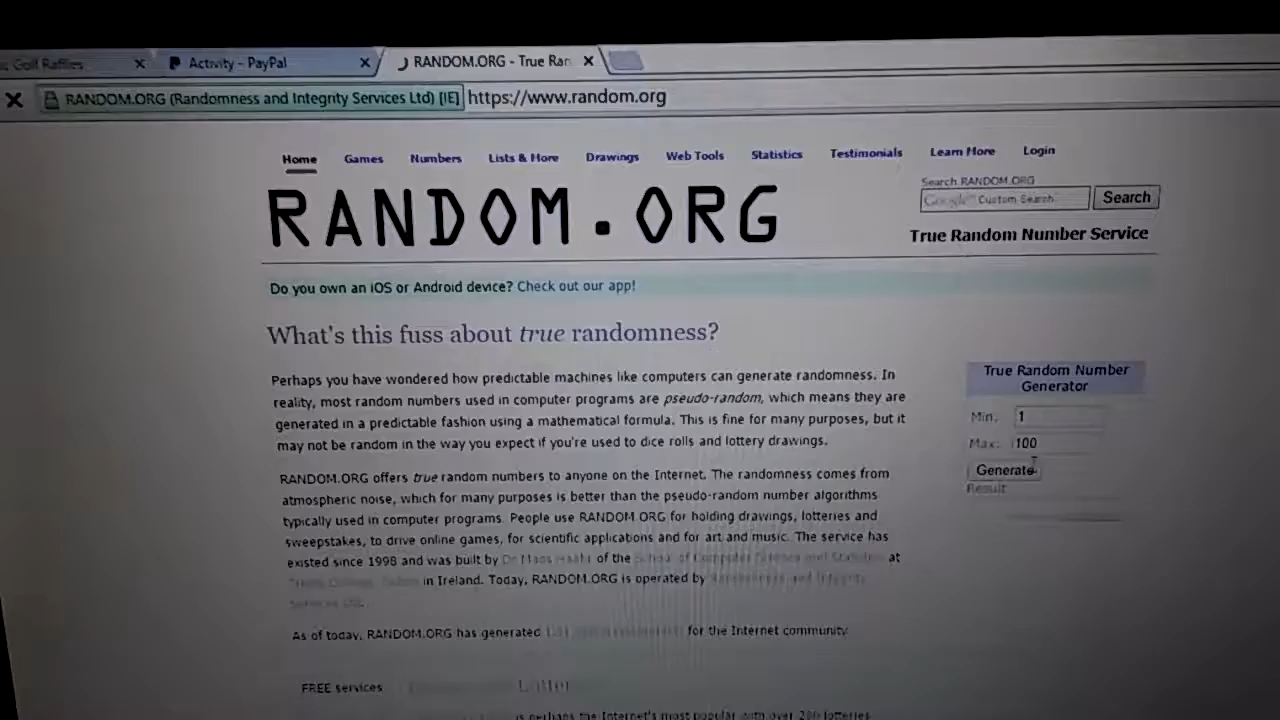 Golf Raffles
Activity - PayPal
RANDOM.ORG - True Ran
RANDOM.ORG (Randomness and Integrity Services Ltd) [IE] https://www.random.org
Home Games Numbers Lists & More Drawings Web Tools Statistics Testimonials Learn More Login
Search RANDOM.ORG
Google™ Custom Search Search
RANDOM.ORG
True Random Number Service
Do you own an iOS or Android device? Check out our app!
What's this fuss about true randomness?
Perhaps you have wondered how predictable machines like computers can generate randomness. In
reality, most random numbers used in computer programs are pseudo-random, which means they are
generated in a predictable fashion using a mathematical formula. This is fine for many purposes, but it
may not be random in the way you expect if you're used to dice rolls and lottery drawings.
RANDOM.ORG offers true random numbers to anyone on the Internet. The randomness comes from
atmospheric noise, which for many purposes is better than the pseudo-random number algorithms
typically used in computer programs. People use RANDOM.ORG for holding drawings, lotteries and
sweepstakes, to drive online games, for scientific applications and for art and music. The service has
existed since 1998 and was built by Dr Mads Haahr of the School of Computer Science and Statistics at
in Ireland. Today, RANDOM.ORG is operated by Randomness and Integrity
Services Ltd.
As of today, RANDOM.ORG has generated for the Internet community.
FREE services
is perhaps the Internet's most popular with over 200 lotteries
True Random Number
Generator
Min: 1
Max: 100
Generate
Result: